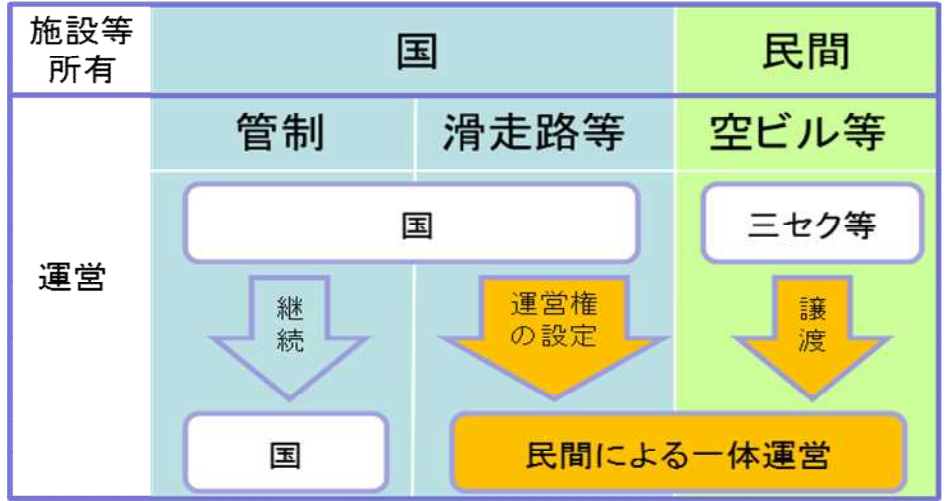 施設等
所有
国
民間
運営
管制
滑走路等
空ビル等
国
三セク等
継
続
運営権
の設定
譲
渡
国
民間による一体運営